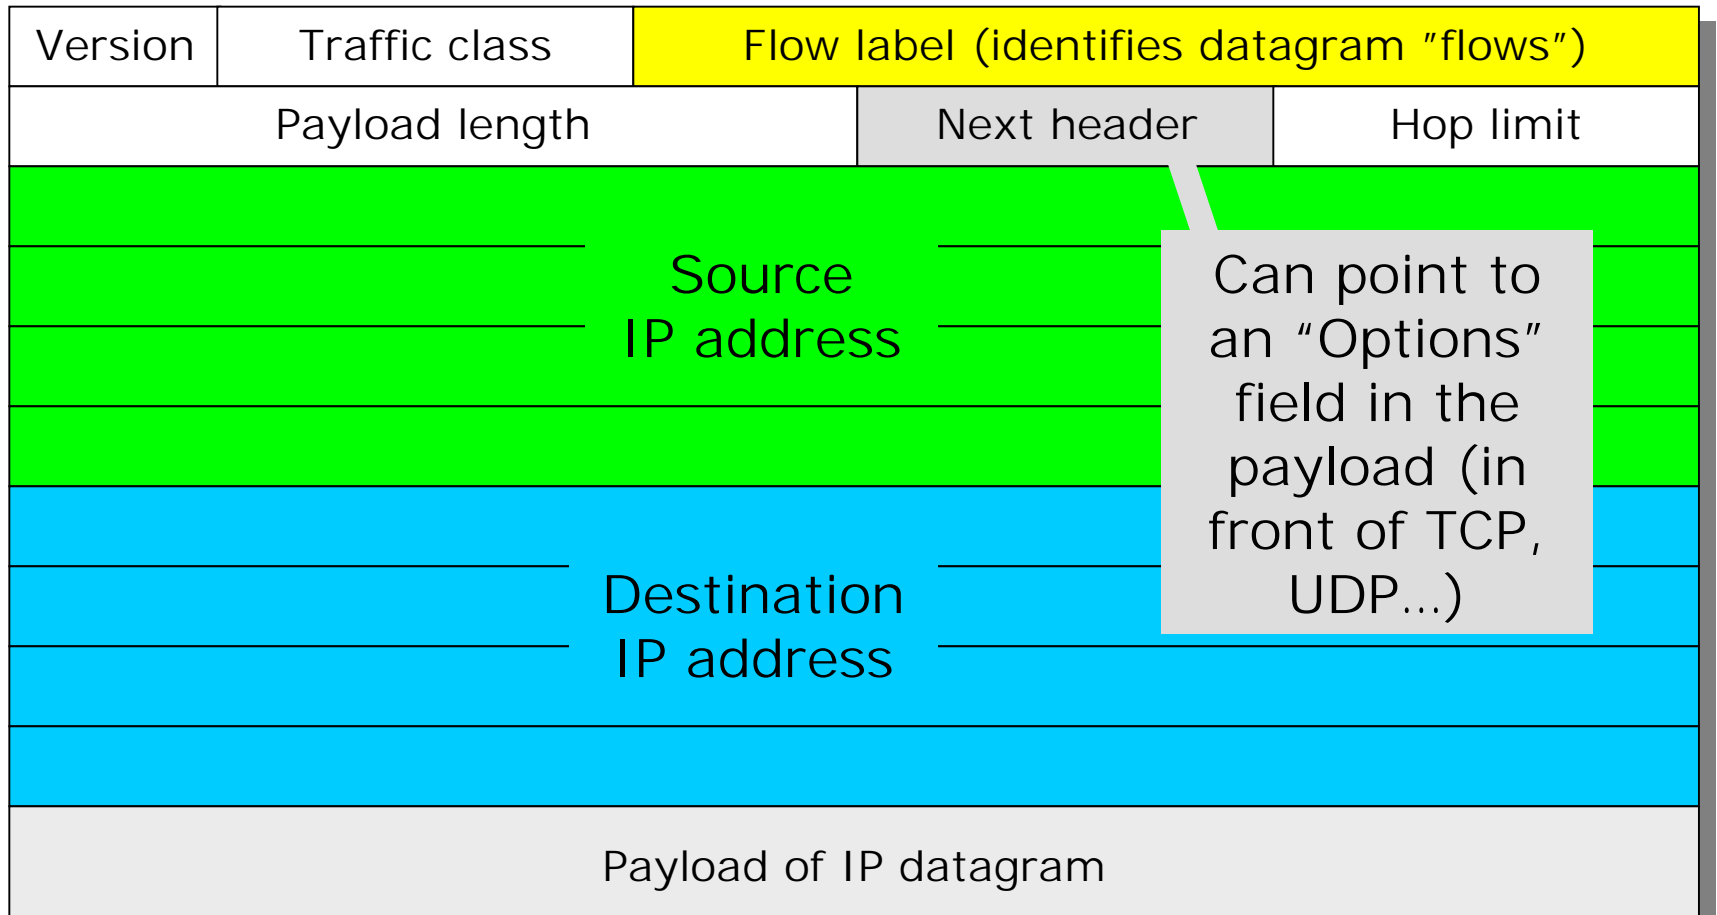 Version
Traffic class
Flow label (identifies datagram "flows")
Payload length
Next header
Hop limit
Source
IP address
Can point to
an “Options”
field in the
payload (in
front of TCP,
UDP…)
Destination
IP address
Payload of IP datagram